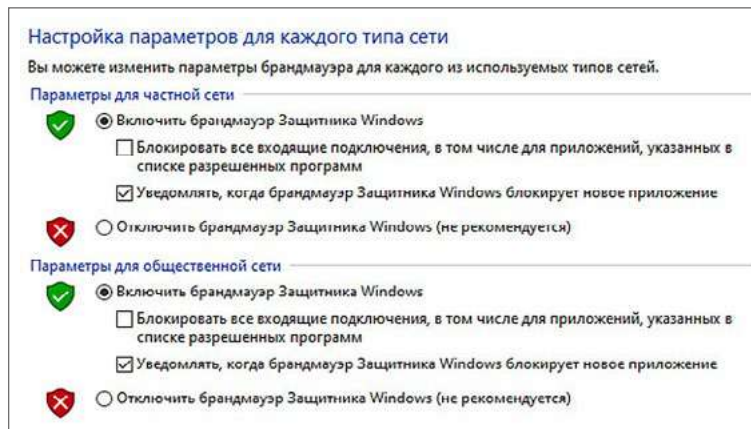 Настройка параметров для каждого типа сети
Вы можете изменить параметры брандмауэра для каждого из используемых типов сетей.
Параметры для частной сети
Включить брандмауэр Защитника Windows
Блокировать все входящие подключения, в том числе для приложений, указанных в
списке разрешенных программ
Уведомлять, когда брандмауэр Защитника Windows блокирует новое приложение
Отключить брандмауэр Защитника Windows (не рекомендуется)
Параметры для общественной сети
Включить брандмауэр Защитника Windows
Блокировать все входящие подключения, в том числе для приложений, указанных в
списке разрешенных программ
Уведомлять, когда брандмауэр Защитника Windows блокирует новое приложение
Отключить брандмауэр Защитника Windows (не рекомендуется)